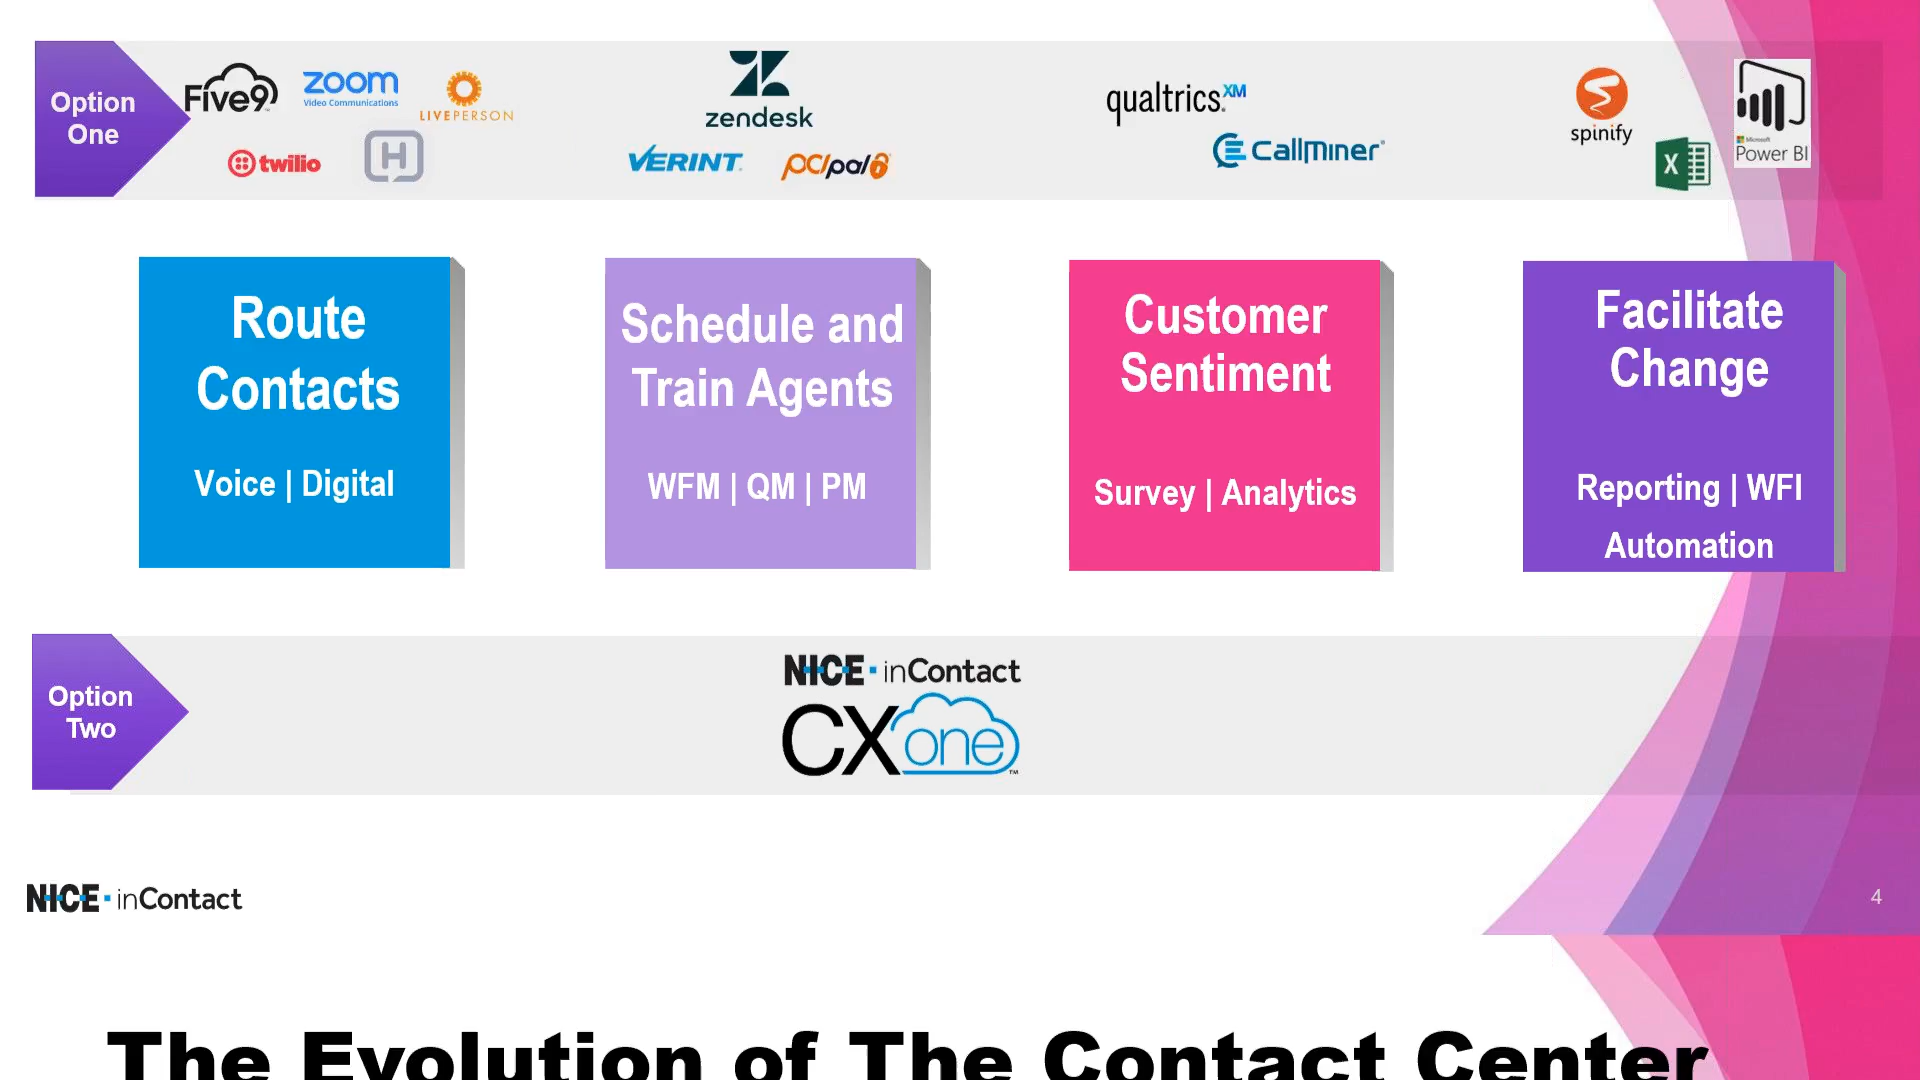 Option
One
Five9
zoom
Video Communications
LIVEPERSON
twilio
H
zendesk
VERINT
pcipal
qualtrics.XM
CallMiner
spinify
X
Microsoft
Power BI
Route
Contacts
Voice | Digital
Schedule and
Train Agents
WFM | QM | PM
Customer
Sentiment
Survey | Analytics
Facilitate
Change
Reporting | WFI
Automation
Option
Two
NICE inContact
CXone™
NICE inContact
4
The Evolution of The Contact Center